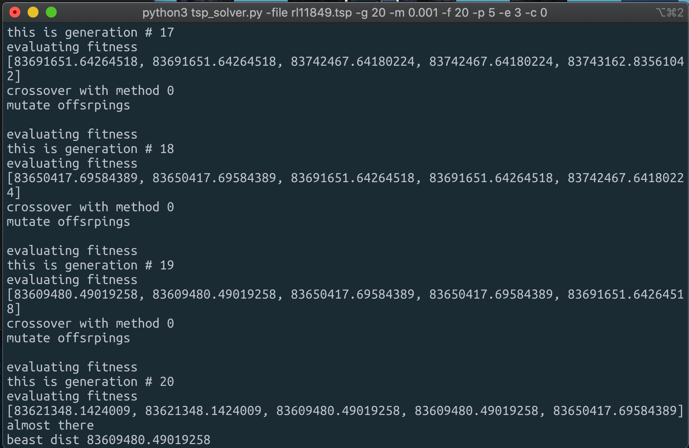 python3 tsp_solver.py -file rl11849.tsp -g 20 -m 0.001 -f 20 -p 5 -e 3 -c 0
⌥⌘2
this is generation # 17
evaluating fitness
[83691651.64264518, 83691651.64264518, 83742467.64180224, 83742467.64180224, 83743162.8356104
2]
crossover with method 0
mutate offsrpings

evaluating fitness
this is generation # 18
evaluating fitness
[83650417.69584389, 83650417.69584389, 83691651.64264518, 83691651.64264518, 83742467.6418022
4]
crossover with method 0
mutate offsrpings

evaluating fitness
this is generation # 19
evaluating fitness
[83609480.49019258, 83609480.49019258, 83650417.69584389, 83650417.69584389, 83691651.6426451
8]
crossover with method 0
mutate offsrpings

evaluating fitness
this is generation # 20
evaluating fitness
[83621348.1424009, 83621348.1424009, 83609480.49019258, 83609480.49019258, 83650417.69584389]
almost there
beast dist 83609480.49019258